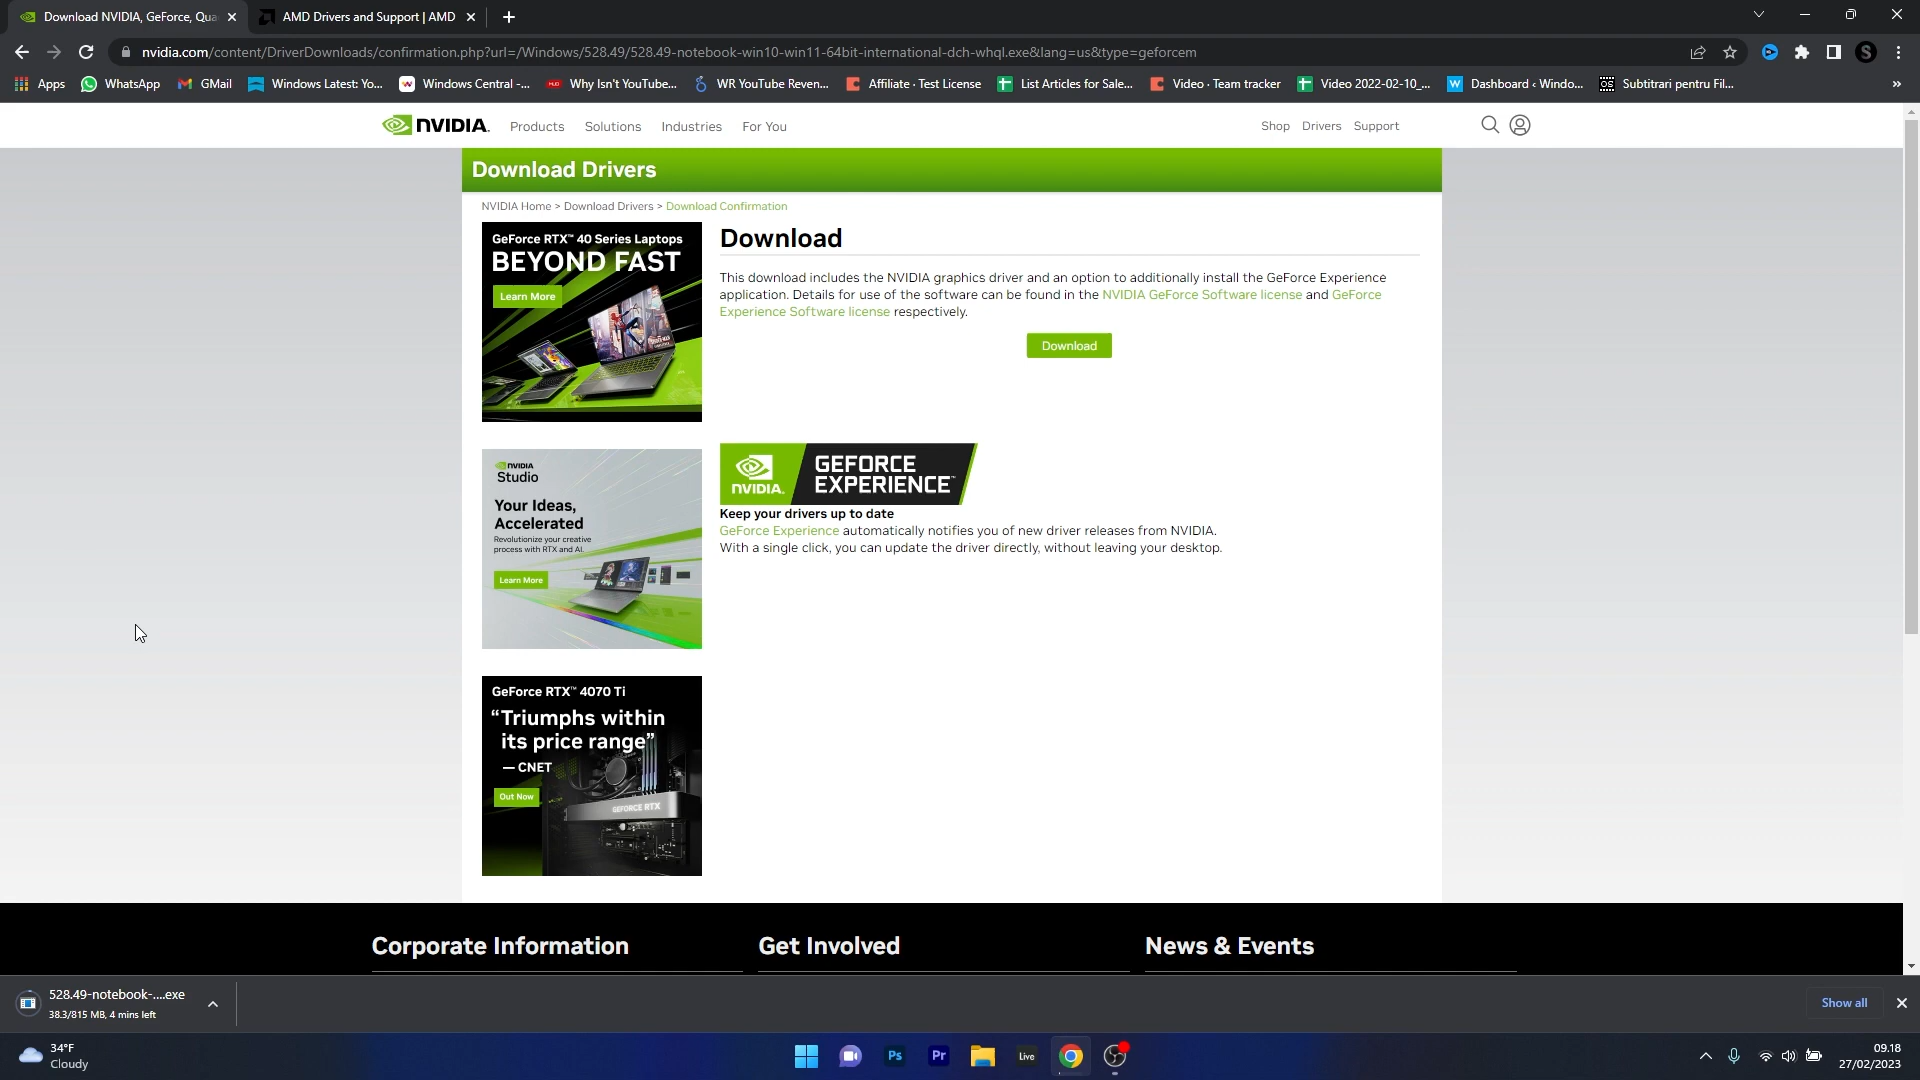 Download NVIDIA, GeForce, Qua
AMD Drivers and Support | AMD
nvidia.com/content/DriverDownloads/confirmation.php?url=/Windows/528.49/528.49-notebook-win10-win11-64bit-international-dch-whql.exe&lang=us&type=geforcem
S
Apps
WhatsApp
GMail
Windows Latest: Yo...
Windows Central -...
Why Isn't YouTube...
WR YouTube Reven...
Affiliate · Test License
List Articles for Sale...
Video · Team tracker
Video 2022-02-10_...
Dashboard ‹ Windo...
Subtitrari pentru Fil...
»
NVIDIA.
Products
Solutions
Industries
For You
Shop
Drivers
Support
Download Drivers
NVIDIA Home > Download Drivers > Download Confirmation
GeForce RTX™ 40 Series Laptops
BEYOND FAST
Learn More
Download
This download includes the NVIDIA graphics driver and an option to additionally install the GeForce Experience
application. Details for use of the software can be found in the NVIDIA GeForce Software license and GeForce
Experience Software license respectively.
Download
NVIDIA
Studio
Your Ideas,
Accelerated
Revolutionize your creative
process with RTX and AI.
Learn More
NVIDIA.
GEFORCE
EXPERIENCE™
Keep your drivers up to date
GeForce Experience automatically notifies you of new driver releases from NVIDIA.
With a single click, you can update the driver directly, without leaving your desktop.
GeForce RTX™ 4070 Ti
“Triumphs within
its price range”
— CNET
Out Now
GEFORCE RTX
Corporate Information
Get Involved
News & Events
528.49-notebook-....exe
38.3/815 MB, 4 mins left
Show all
34°F
Cloudy
Ps
Pr
Live
09.18
27/02/2023